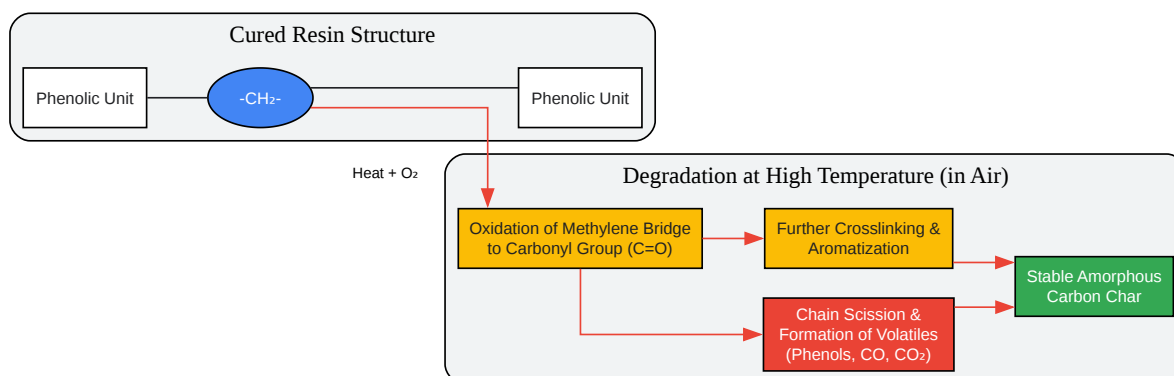 Cured Resin Structure
Phenolic Unit
-CH₂-
Phenolic Unit
Heat + O₂
Degradation at High Temperature (in Air)
Oxidation of Methylene Bridge
to Carbonyl Group (C=O)
Further Crosslinking &
Aromatization
Stable Amorphous
Carbon Char
Chain Scission &
Formation of Volatiles
(Phenols, CO, CO₂)